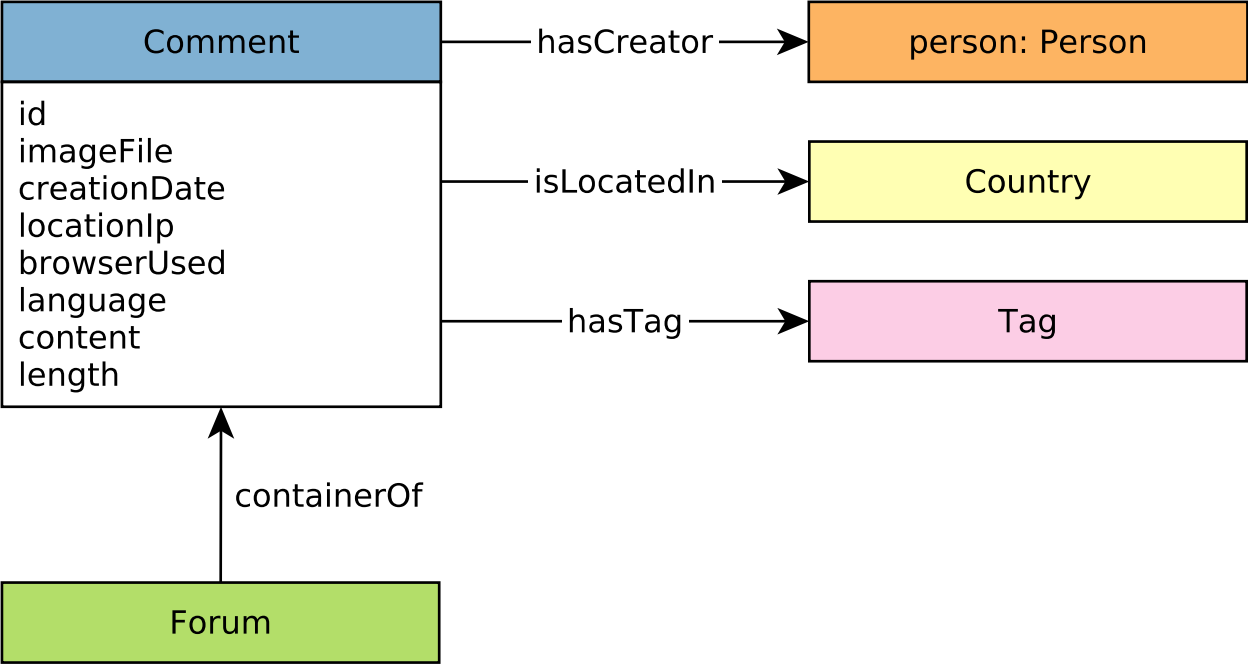 Comment
hasCreator
person: Person
id
imageFile
creationDate
locationIp
browserUsed
language
content
length
isLocatedIn
Country
hasTag
Tag
containerOf
Forum